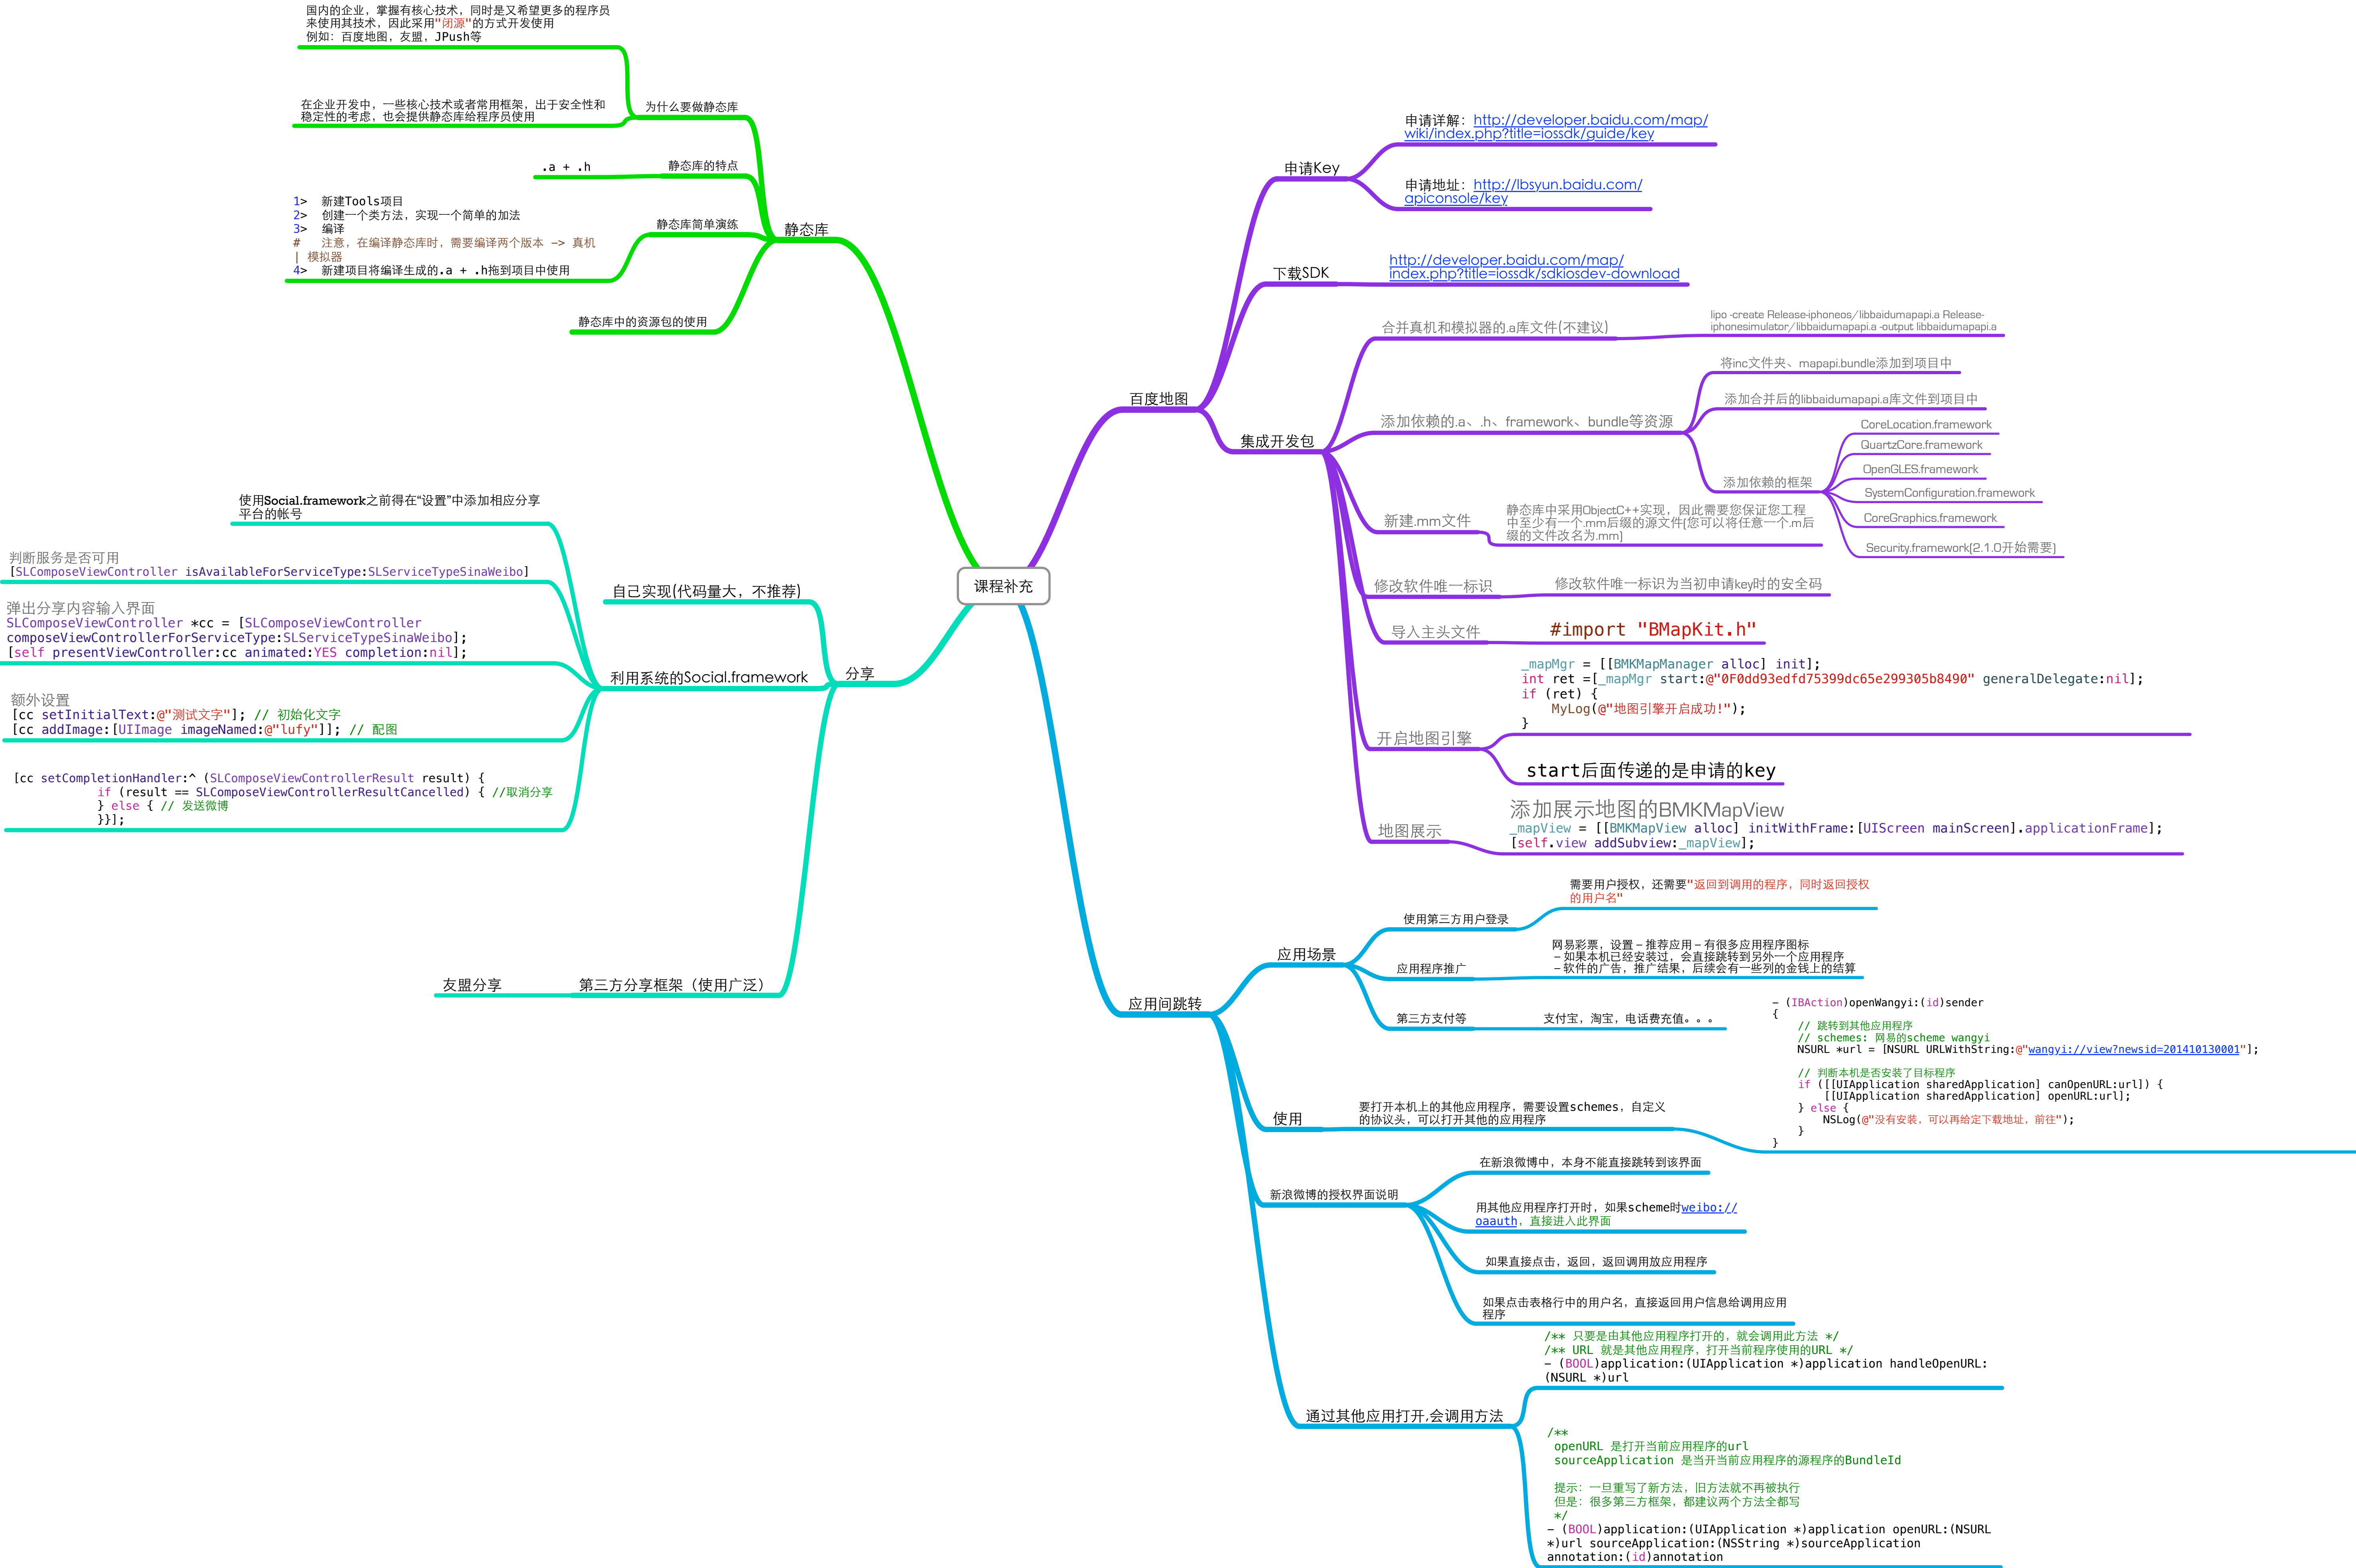 课程补充
静态库
为什么要做静态库
国内的企业，掌握有核心技术，同时是又希望更多的程序员
来使用其技术，因此采用"闭源"的方式开发使用
例如：百度地图，友盟，JPush等
在企业开发中，一些核心技术或者常用框架，出于安全性和
稳定性的考虑，也会提供静态库给程序员使用
静态库的特点
.a + .h
静态库简单演练
1>  新建Tools项目
2>  创建一个类方法，实现一个简单的加法
3>  编译
#   注意，在编译静态库时，需要编译两个版本 -> 真机
| 模拟器
4>  新建项目将编译生成的.a + .h拖到项目中使用
静态库中的资源包的使用
分享
自己实现(代码量大，不推荐)
利用系统的Social.framework
使用Social.framework之前得在“设置”中添加相应分享
平台的帐号
判断服务是否可用
[SLComposeViewController isAvailableForServiceType:SLServiceTypeSinaWeibo]
弹出分享内容输入界面
SLComposeViewController *cc = [SLComposeViewController
composeViewControllerForServiceType:SLServiceTypeSinaWeibo];
[self presentViewController:cc animated:YES completion:nil];
额外设置
[cc setInitialText:@"测试文字"]; // 初始化文字
[cc addImage:[UIImage imageNamed:@"lufy"]]; // 配图
[cc setCompletionHandler:^ (SLComposeViewControllerResult result) {
if (result == SLComposeViewControllerResultCancelled) { //取消分享
} else { // 发送微博
}}];
第三方分享框架（使用广泛）
友盟分享
百度地图
申请Key
申请详解：http://developer.baidu.com/map/
wiki/index.php?title=iossdk/guide/key
申请地址：http://lbsyun.baidu.com/
apiconsole/key
下载SDK
http://developer.baidu.com/map/
index.php?title=iossdk/sdkiosdev-download
集成开发包
合并真机和模拟器的.a库文件(不建议)
lipo -create Release-iphoneos/libbaidumapapi.a Release-
iphonesimulator/libbaidumapapi.a -output libbaidumapapi.a
添加依赖的.a、.h、framework、bundle等资源
将inc文件夹、mapapi.bundle添加到项目中
添加合并后的libbaidumapapi.a库文件到项目中
添加依赖的框架
CoreLocation.framework
QuartzCore.framework
OpenGLES.framework
SystemConfiguration.framework
CoreGraphics.framework
Security.framework(2.1.0开始需要)
新建.mm文件
静态库中采用ObjectC++实现，因此需要您保证您工程
中至少有一个.mm后缀的源文件(您可以将任意一个.m后
缀的文件改名为.mm)
修改软件唯一标识
修改软件唯一标识为当初申请key时的安全码
导入主头文件
#import "BMapKit.h"
开启地图引擎
_mapMgr = [[BMKMapManager alloc] init];
int ret =[_mapMgr start:@"0F0dd93edfd75399dc65e299305b8490" generalDelegate:nil];
if (ret) {
MyLog(@"地图引擎开启成功!");
}
start后面传递的是申请的key
地图展示
添加展示地图的BMKMapView
_mapView = [[BMKMapView alloc] initWithFrame:[UIScreen mainScreen].applicationFrame];
[self.view addSubview:_mapView];
应用间跳转
应用场景
使用第三方用户登录
需要用户授权，还需要"返回到调用的程序，同时返回授权
的用户名"
应用程序推广
网易彩票，设置 – 推荐应用 – 有很多应用程序图标
– 如果本机已经安装过，会直接跳转到另外一个应用程序
– 软件的广告，推广结果，后续会有一些列的金钱上的结算
第三方支付等
支付宝，淘宝，电话费充值。。。
使用
要打开本机上的其他应用程序，需要设置schemes，自定义
的协议头，可以打开其他的应用程序
- (IBAction)openWangyi:(id)sender
{
// 跳转到其他应用程序
// schemes: 网易的scheme wangyi
NSURL *url = [NSURL URLWithString:@"wangyi://view?newsid=201410130001"];
// 判断本机是否安装了目标程序
if ([[UIApplication sharedApplication] canOpenURL:url]) {
[[UIApplication sharedApplication] openURL:url];
} else {
NSLog(@"没有安装，可以再给定下载地址，前往");
}
}
新浪微博的授权界面说明
在新浪微博中，本身不能直接跳转到该界面
用其他应用程序打开时，如果scheme时weibo://
oaauth，直接进入此界面
如果直接点击，返回，返回调用放应用程序
如果点击表格行中的用户名，直接返回用户信息给调用应用
程序
通过其他应用打开,会调用方法
/** 只要是由其他应用程序打开的，就会调用此方法 */
/** URL 就是其他应用程序，打开当前程序使用的URL */
- (BOOL)application:(UIApplication *)application handleOpenURL:
(NSURL *)url
/**
openURL 是打开当前应用程序的url
sourceApplication 是当开当前应用程序的源程序的BundleId
提示：一旦重写了新方法，旧方法就不再被执行
但是：很多第三方框架，都建议两个方法全都写
*/
- (BOOL)application:(UIApplication *)application openURL:(NSURL
*)url sourceApplication:(NSString *)sourceApplication
annotation:(id)annotation